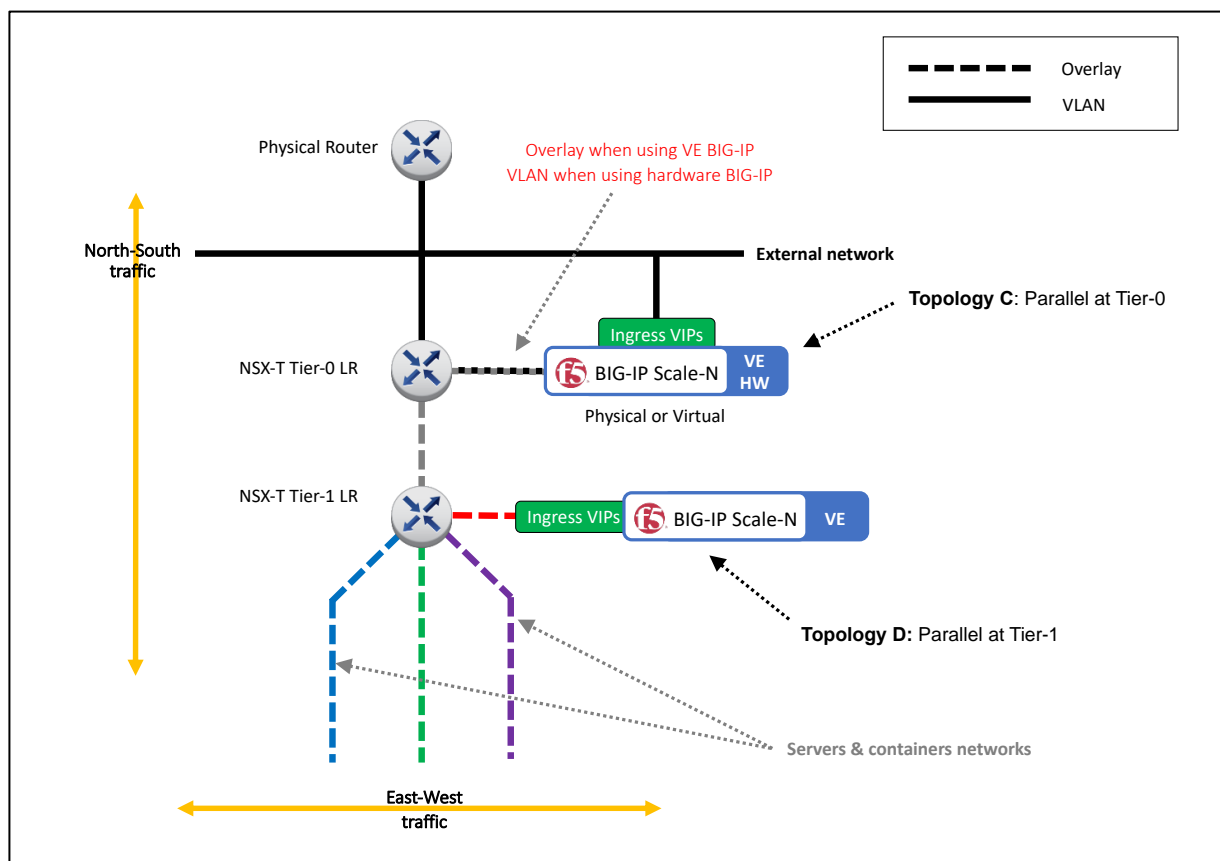 Overlay
VLAN
Physical Router
Overlay when using VE BIG-IP
VLAN when using hardware BIG-IP
North-South
traffic
External network
Topology C: Parallel at Tier-0
Ingress VIPs
NSX-T Tier-0 LR
f5
BIG-IP Scale-N
VE
HW
Physical or Virtual
NSX-T Tier-1 LR
Ingress VIPs
f5
BIG-IP Scale-N
VE
Topology D: Parallel at Tier-1
Servers & containers networks
East-West
traffic